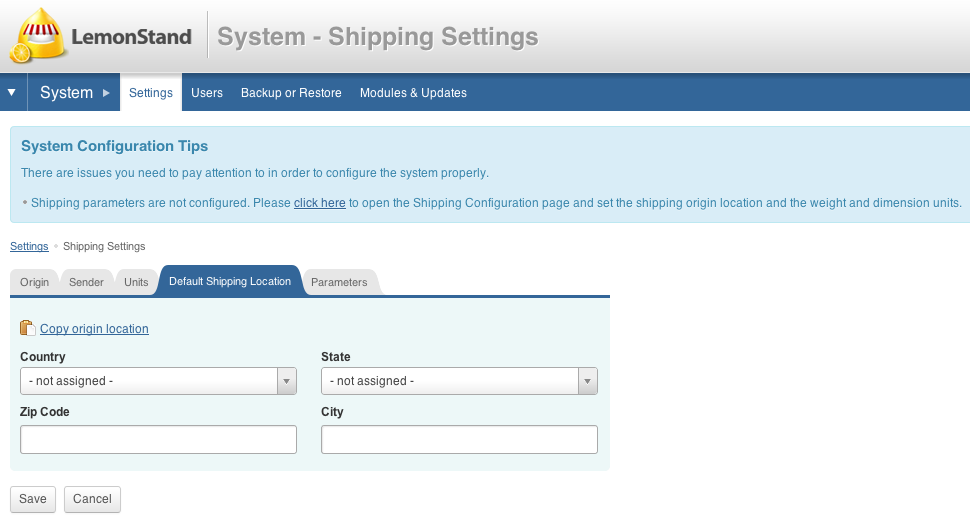 LemonStand
System - Shipping Settings
System
Settings
Users
Backup or Restore
Modules & Updates
System Configuration Tips
There are issues you need to pay attention to in order to configure the system properly.
• Shipping parameters are not configured. Please click here to open the Shipping Configuration page and set the shipping origin location and the weight and dimension units.
Settings • Shipping Settings
Origin
Sender
Units
Default Shipping Location
Parameters
Copy origin location
Country
State
- not assigned -
- not assigned -
Zip Code
City
Save
Cancel